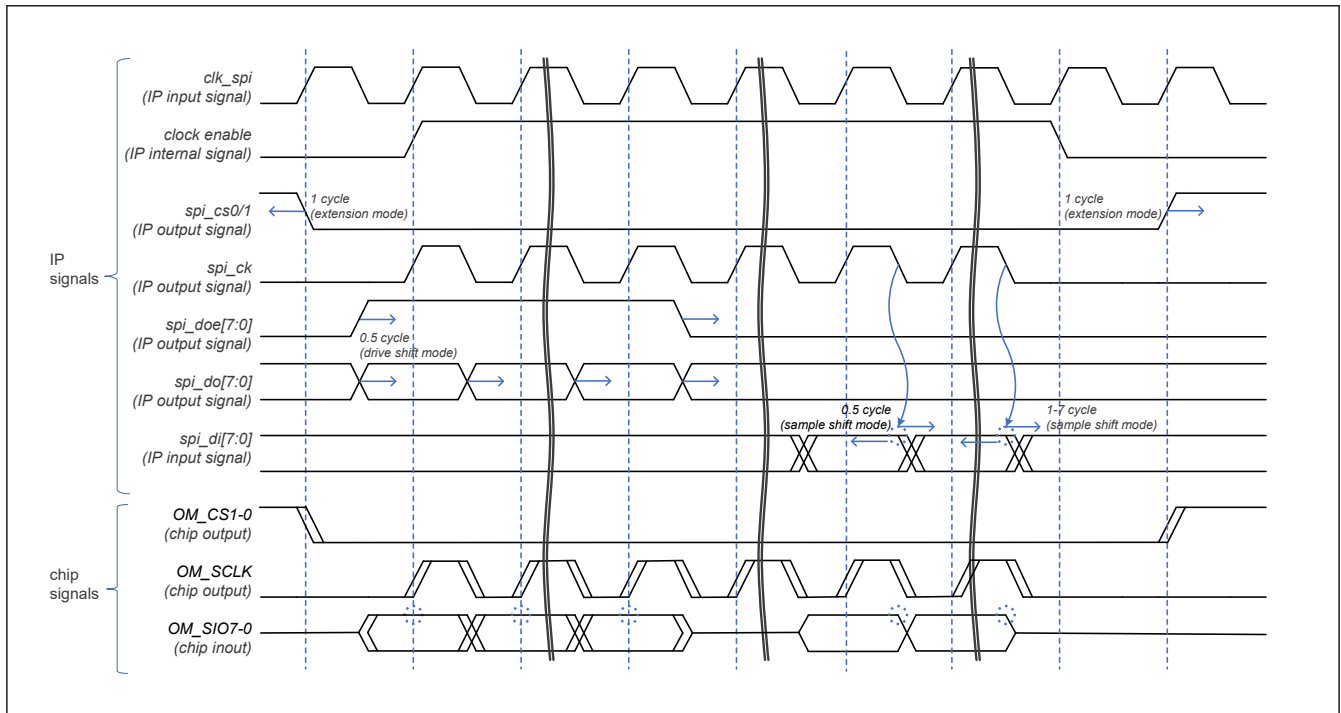 clk_spi
(IP input signal)
clock enable
(IP internal signal)
1 cycle
(extension mode)
1 cycle
(extension mode)
spi_cs0/1
(IP output signal)
IP
signals
spi_ck
(IP output signal)
spi_doe[7:0]
(IP output signal)
0.5 cycle
(drive shift mode)
spi_do[7:0]
(IP output signal)
0.5 cycle
(sample shift mode)
1-7 cycle
(sample shift mode)
spi_di[7:0]
(IP input signal)
OM_CS1-0
(chip output)
chip
signals
OM_SCLK
(chip output)
OM_SIO7-0
(chip inout)